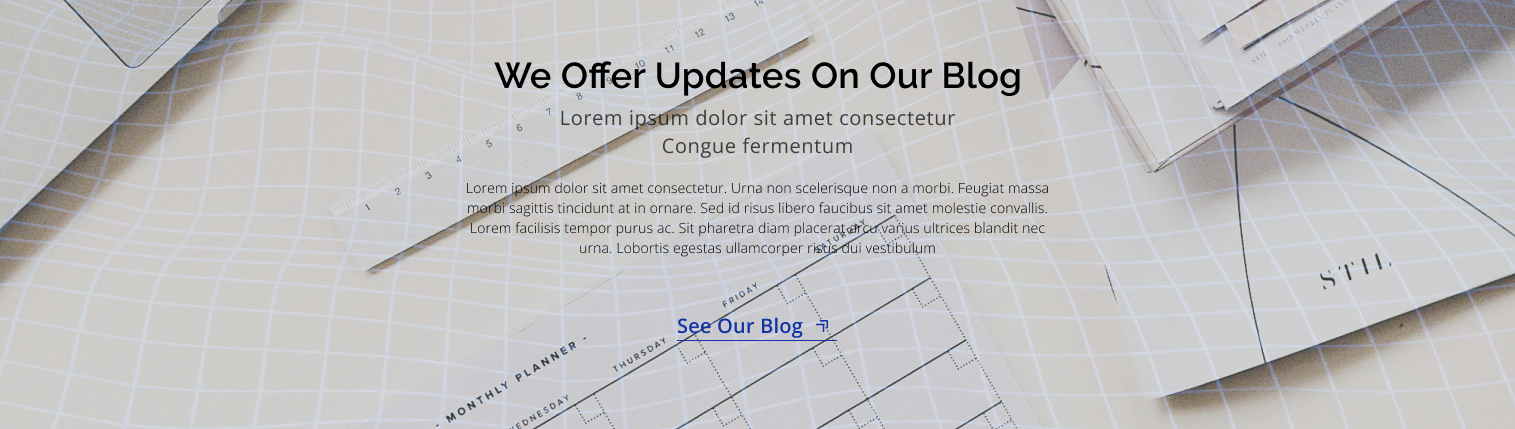 We Offer Updates On Our Blog
Lorem ipsum dolor sit amet consectetur
Congue fermentum
Lorem ipsum dolor sit amet consectetur. Urna non scelerisque non a morbi. Feugiat massa
morbi sagittis tincidunt at in ornare. Sed id risus libero faucibus sit amet molestie convallis.
Lorem facilisis tempor purus ac. Sit pharetra diam placerat arcu varius ultrices blandit nec
urna. Lobortis egestas ullamcorper risus dui vestibulum
See Our Blog
1 2 3 4 5 6 7 8 9 10 11 12 13 14
- MONTHLY PLANNER -
THURSDAY
FRIDAY
SATURDAY
STIL